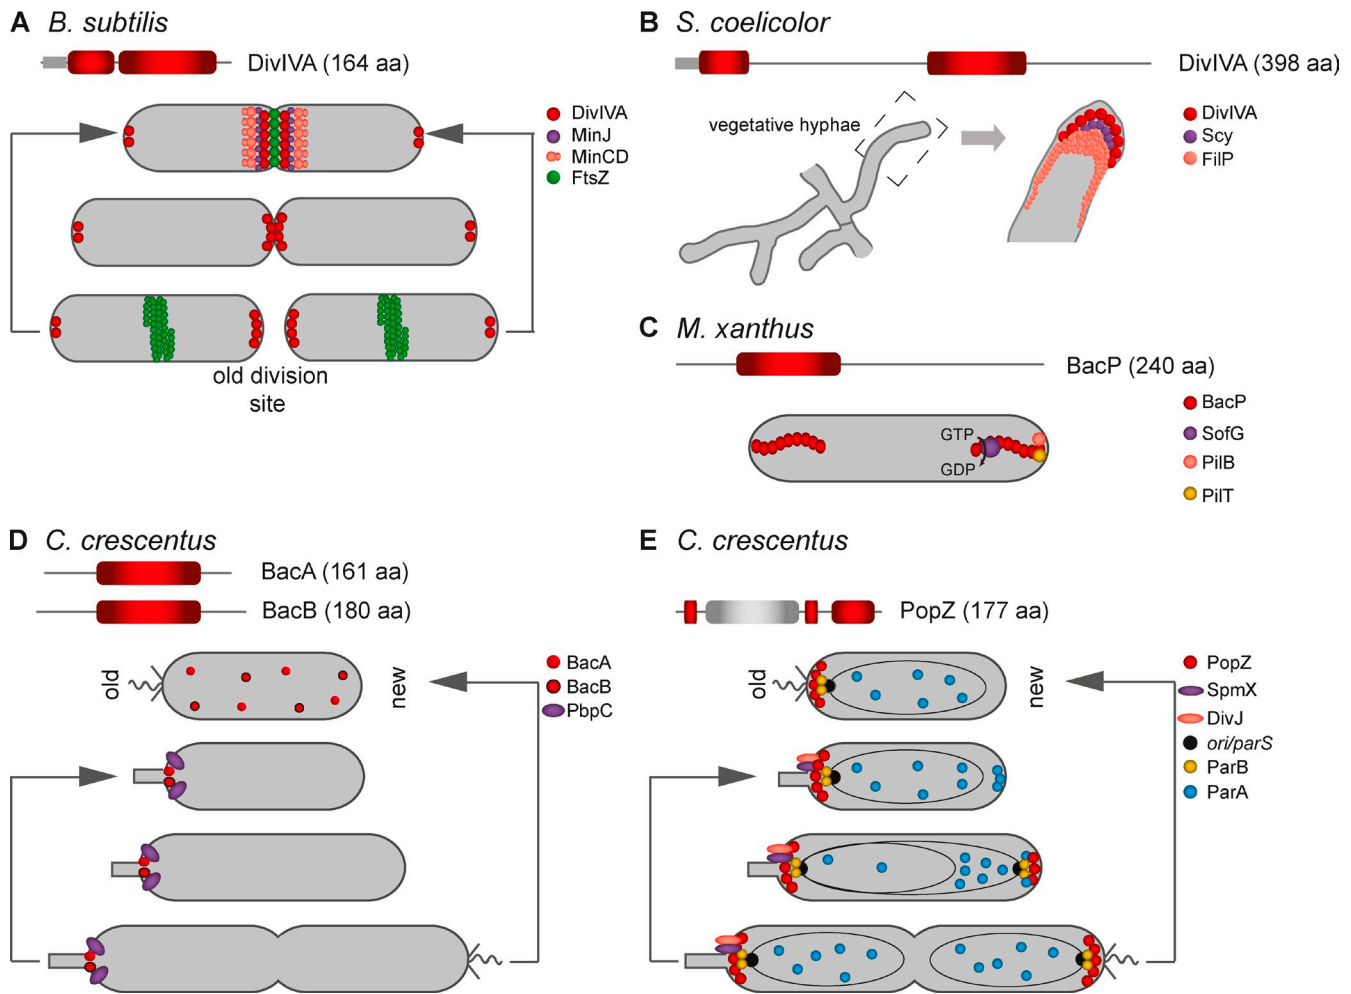 A B. subtilis
DivIVA (164 aa)
DivIVA
MinJ
MinCD
FtsZ
old division
site
B S. coelicolor
DivIVA (398 aa)
vegetative hyphae
DivIVA
Scy
FilP
C M. xanthus
BacP (240 aa)
GTP
GDP
BacP
SofG
PilB
PilT
D C. crescentus
BacA (161 aa)
BacB (180 aa)
old
new
BacA
BacB
PbpC
E C. crescentus
PopZ (177 aa)
old
new
PopZ
SpmX
DivJ
ori/parS
ParB
ParA